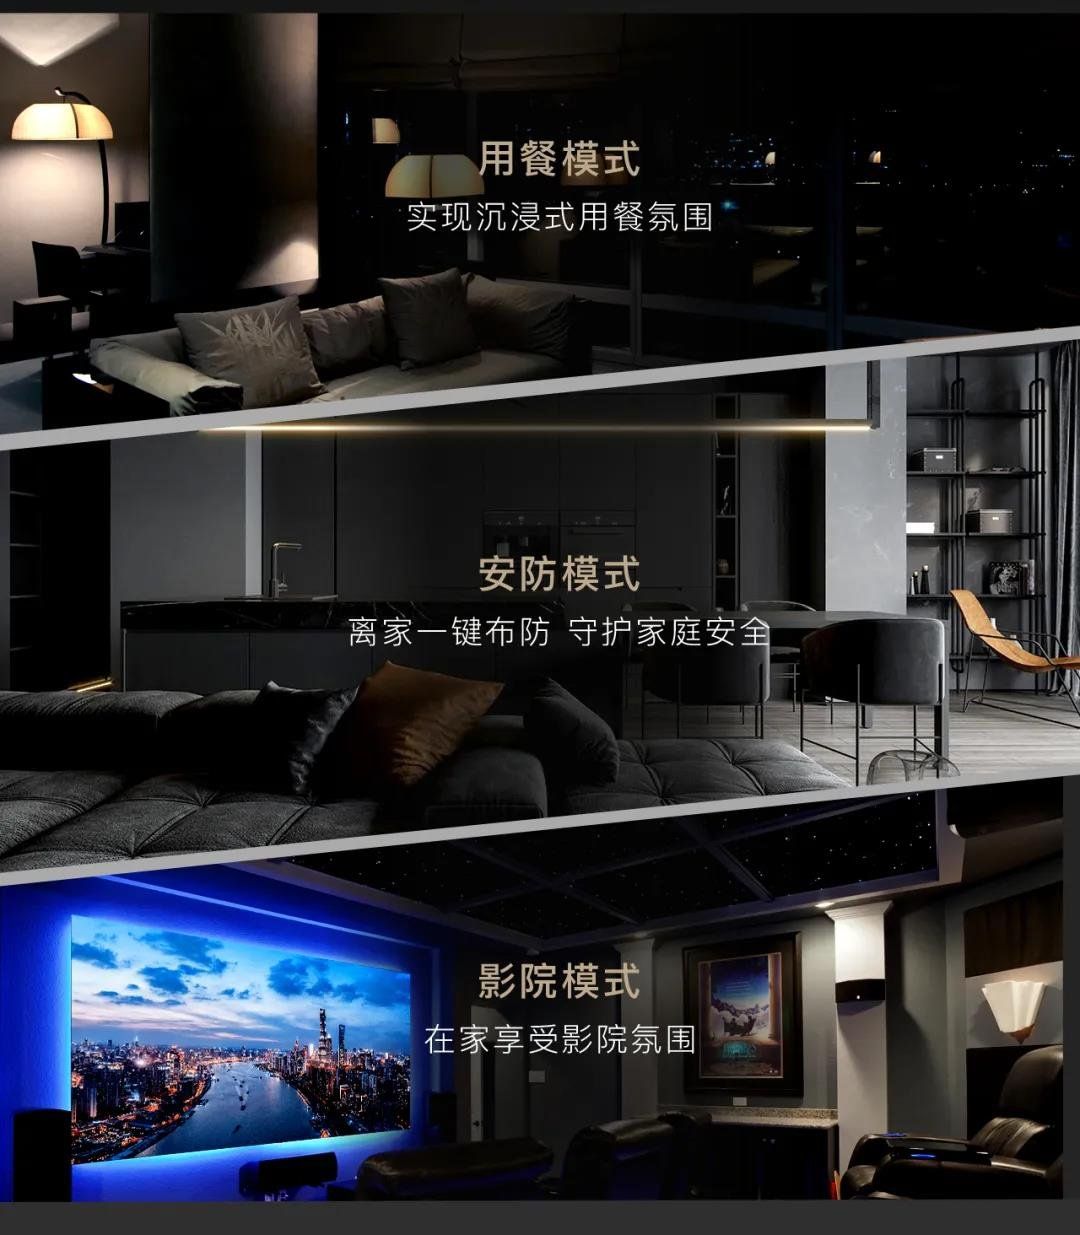 用餐模式
实现沉浸式用餐氛围
安防模式
离家一键布防 守护家庭安全
影院模式
在家享受影院氛围